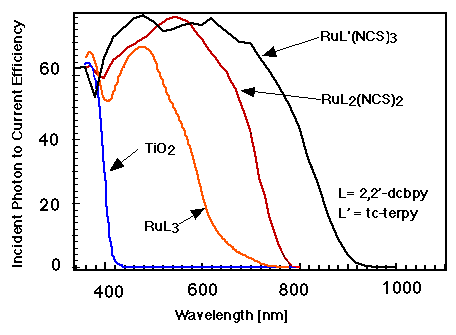 Incident Photon to Current Efficiency
60
40
20
0
RuL'(NCS)3
RuL2(NCS)2
TiO2
RuL3
L= 2,2'-dcbpy
L' = tc-terpy
400 600 800 1000
Wavelength [nm]